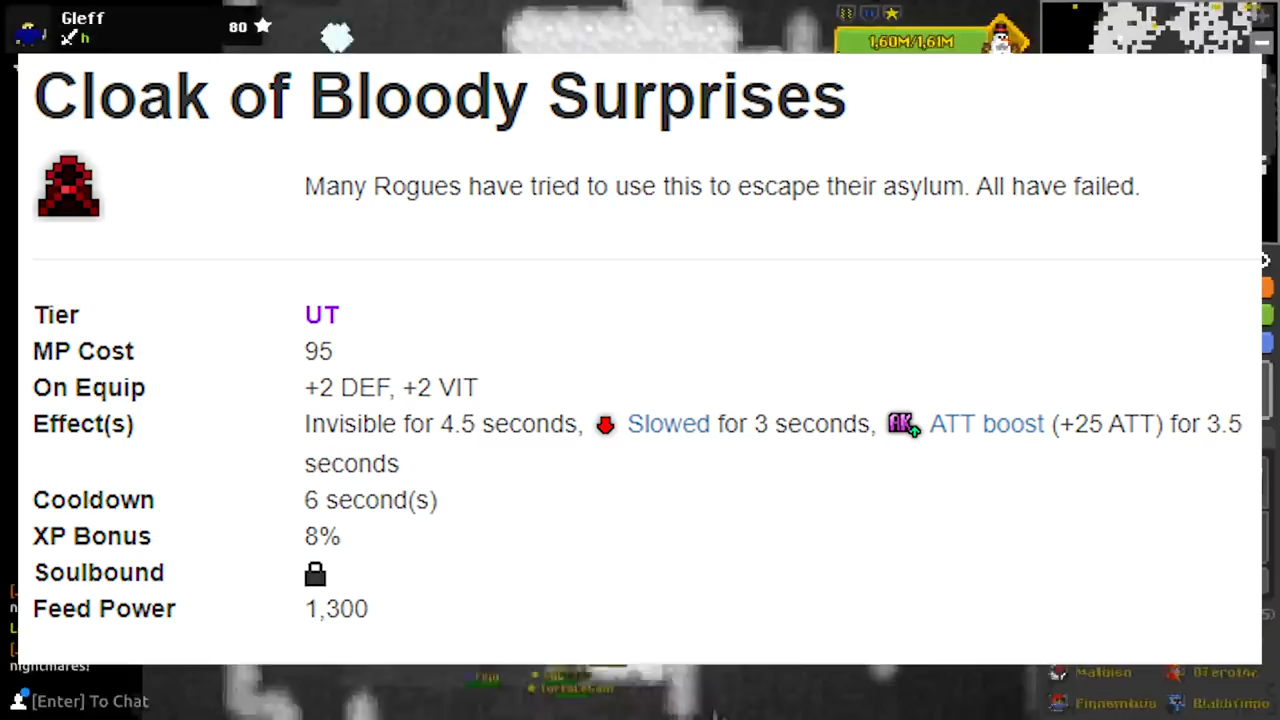 Gleff
h
80
1,60M/1,61M
Cloak of Bloody Surprises
Many Rogues have tried to use this to escape their asylum. All have failed.
Tier UT
MP Cost 95
On Equip +2 DEF, +2 VIT
Effect(s) Invisible for 4.5 seconds, Slowed for 3 seconds, ATT boost (+25 ATT) for 3.5
seconds
Cooldown 6 second(s)
XP Bonus 8%
Soulbound
Feed Power 1,300
nightmares!
[Enter] To Chat